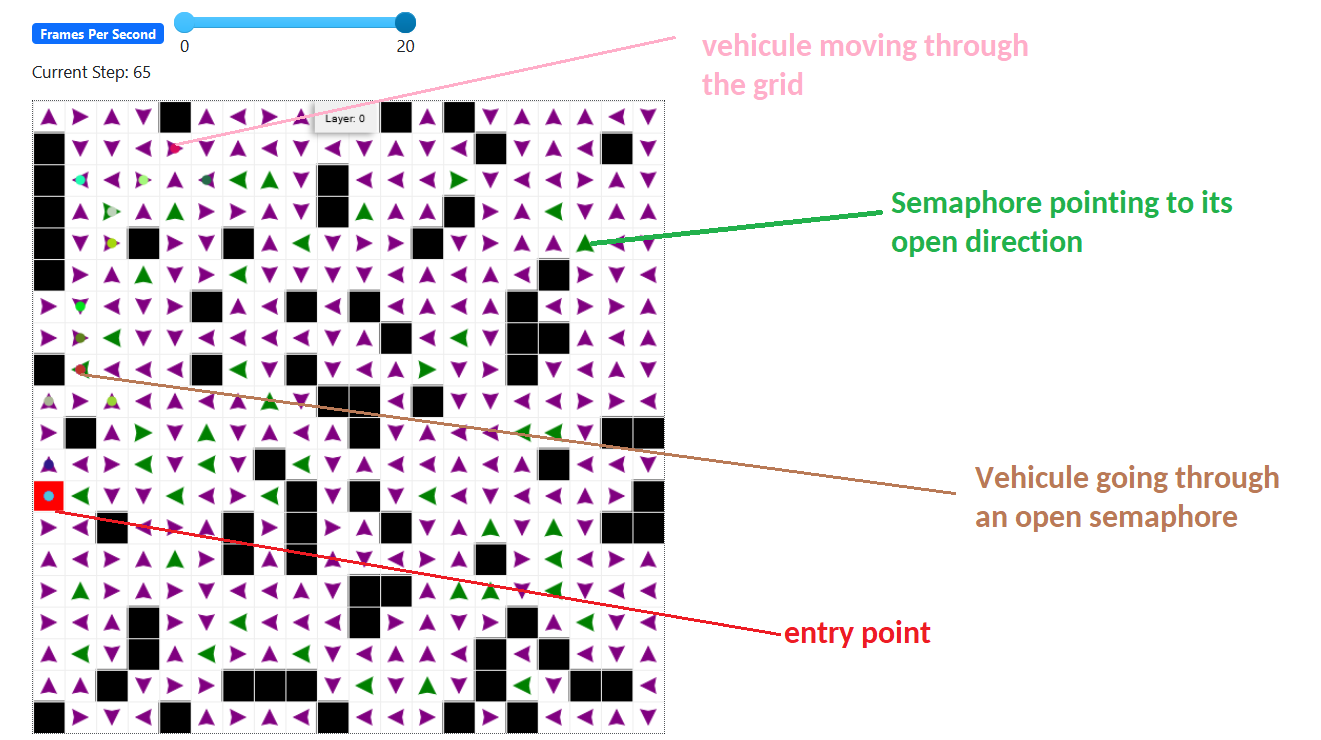 Frames Per Second
0
20
Current Step: 65
vehicule moving through
the grid
Layer: 0
Semaphore pointing to its
open direction
Vehicule going through
an open semaphore
entry point